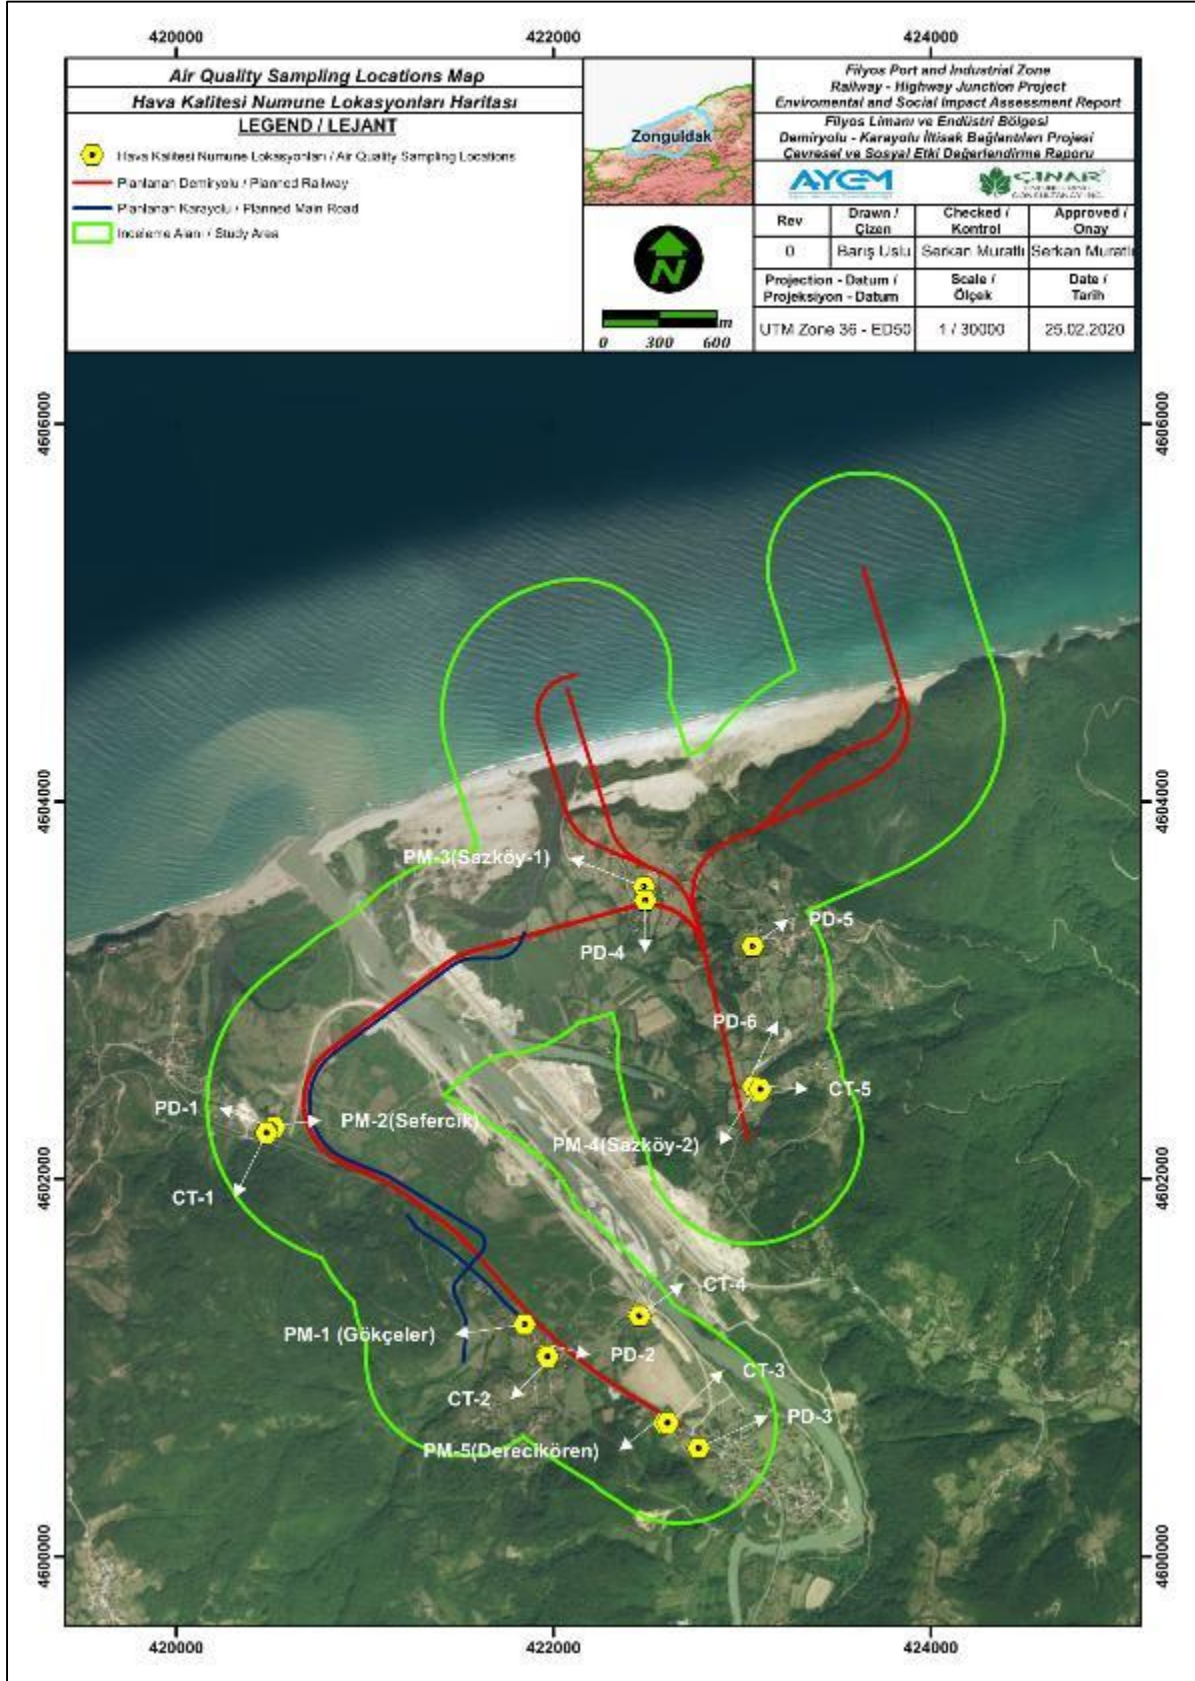 420000 422000 424000
Air Quality Sampling Locations Map
Hava Kalitesi Numune Lokasyonları Haritası
LEGEND / LEJANT
Hava Kalitesi Numune Lokasyonları / Air Quality Sampling Locations
Planlanan Demiryolu / Planned Railway
Planlanan Karayolu / Planned Main Road
İnceleme Alanı / Study Area
Zonguldak
N
m
0 300 600
Filyos Port and Industrial Zone
Railway - Highway Junction Project
Enviromental and Social Impact Assessment Report
Filyos Limanı ve Endüstri Bölgesi
Demiryolu - Karayolu İltisak Bağlantıları Projesi
Çevresel ve Sosyal Etki Değerlendirme Raporu
AYGM ÇINAR
Rev Drawn / Çizen Checked / Kontrol Approved / Onay
0 Barış Uslu Serkan Muratlı Serkan Muratlı
Projection - Datum / Projeksiyon - Datum Scale / Ölçek Date / Tarih
UTM Zone 36 - ED50 1 / 30000 25.02.2020
4606000 4606000
4604000 4604000
PM-3(Sazköy-1)
PD-5
PD-4
PD-6
CT-5
PD-1
PM-2(Sefercik)
PM-4(Sazköy-2)
CT-1
4602000 4602000
CT-4
PM-1 (Gökçeler)
PD-2
CT-3
CT-2
PD-3
PM-5(Derecikören)
4600000 4600000
420000 422000 424000